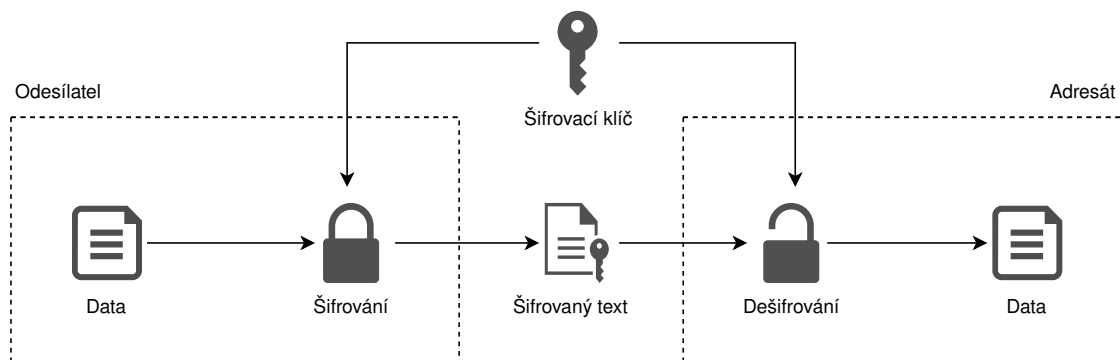 Odesílatel
Šifrovací klíč
Adresát
Data
Šifrování
Šifrovaný text
Dešifrování
Data